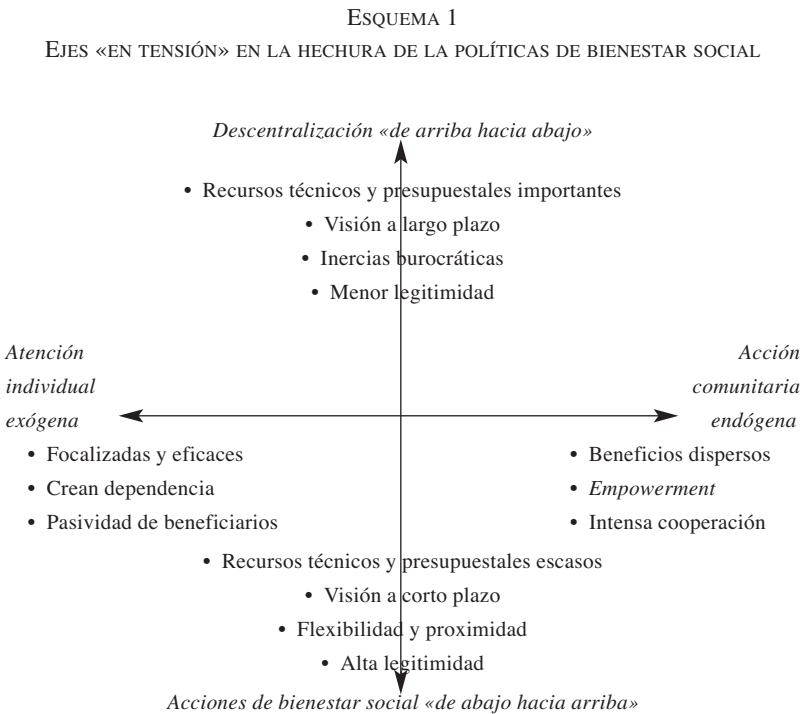 ESQUEMA 1
EJES «EN TENSIÓN» EN LA HECHURA DE LA POLÍTICAS DE BIENESTAR SOCIAL
Descentralización «de arriba hacia abajo»
• Recursos técnicos y presupuestales importantes
• Visión a largo plazo
• Inercias burocráticas
• Menor legitimidad
Atención
individual
exógena
• Focalizadas y eficaces
• Crean dependencia
• Pasividad de beneficiarios
Acción
comunitaria
endógena
• Beneficios dispersos
• Empowerment
• Intensa cooperación
• Recursos técnicos y presupuestales escasos
• Visión a corto plazo
• Flexibilidad y proximidad
• Alta legitimidad
Acciones de bienestar social «de abajo hacia arriba»